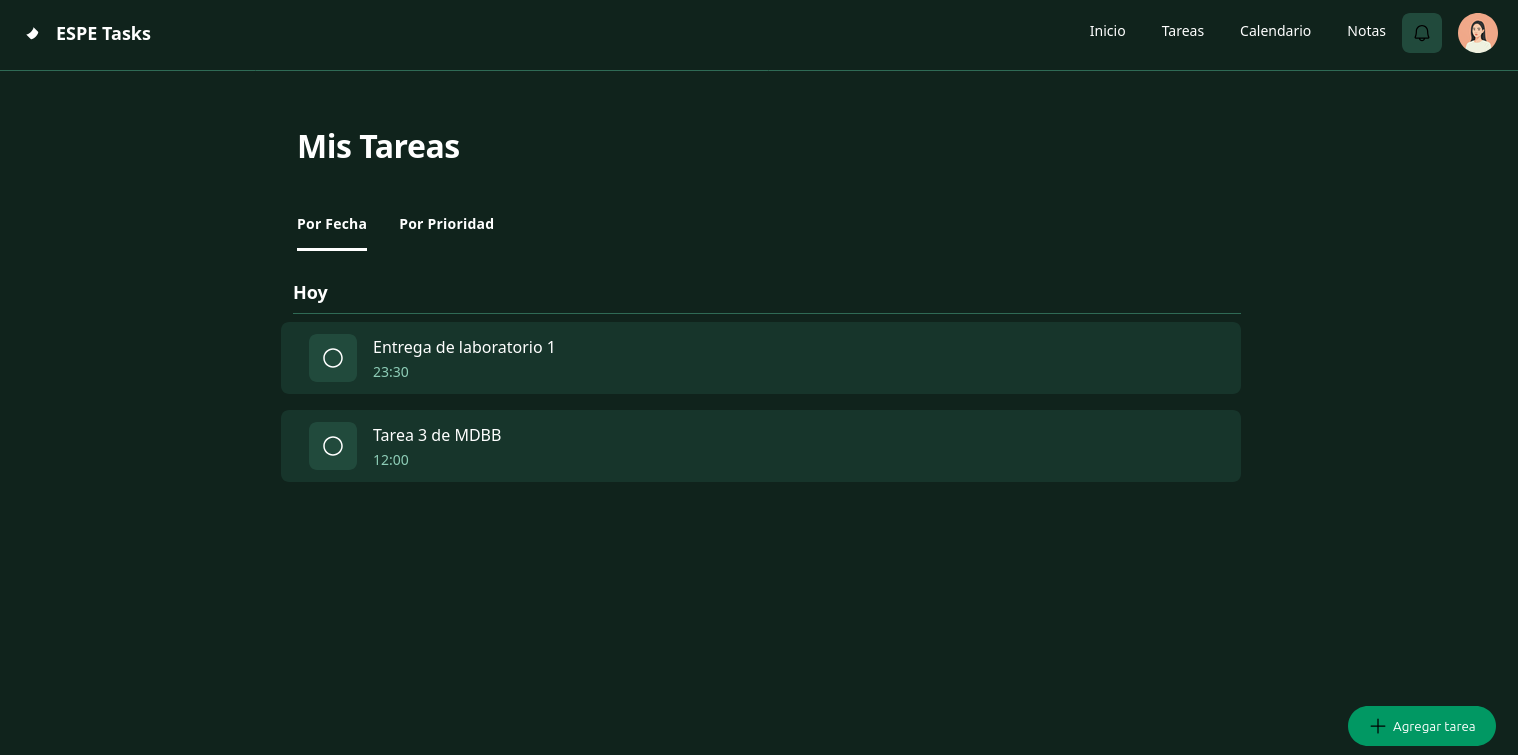 ESPE Tasks
Inicio
Tareas
Calendario
Notas
Mis Tareas
Por Fecha
Por Prioridad
Hoy
Entrega de laboratorio 1
23:30
Tarea 3 de MDBB
12:00
Agregar tarea